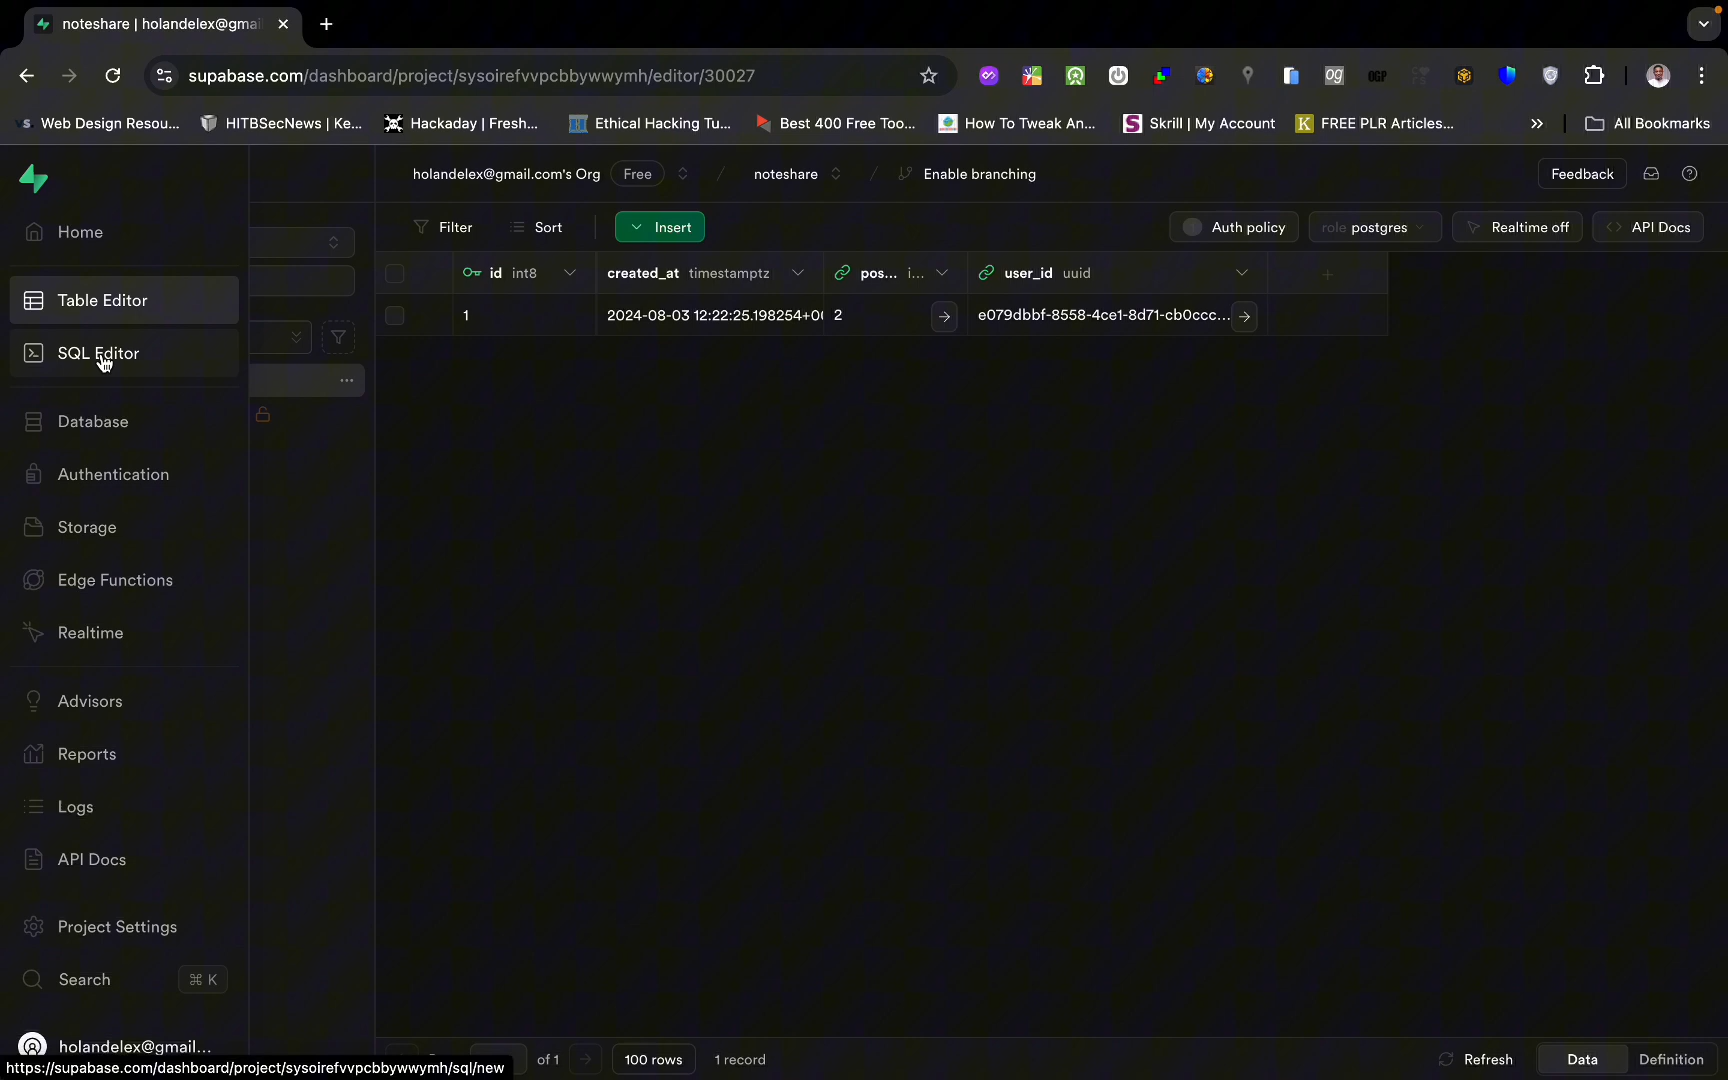 noteshare | holandelex@gmai
supabase.com/dashboard/project/sysoirefvvpcbbywwymh/editor/30027
Web Design Resou...
HITBSecNews | Ke...
Hackaday | Fresh...
Ethical Hacking Tu...
Best 400 Free Too...
How To Tweak An...
Skrill | My Account
FREE PLR Articles...
All Bookmarks
holandelex@gmail.com's Org Free / noteshare / Enable branching
Feedback
Home
Table Editor
SQL Editor
Database
Authentication
Storage
Edge Functions
Realtime
Advisors
Reports
Logs
API Docs
Project Settings
Search ⌘ K
holandelex@gmail...
https://supabase.com/dashboard/project/sysoirefvvpcbbywwymh/sql/new
Filter Sort Insert
Auth policy role postgres Realtime off API Docs
id int8 created_at timestamptz pos... i... user_id uuid
1 2024-08-03 12:22:25.198254+0 2 e079dbbf-8558-4ce1-8d71-cb0ccc...
of 1 100 rows 1 record
Refresh Data Definition